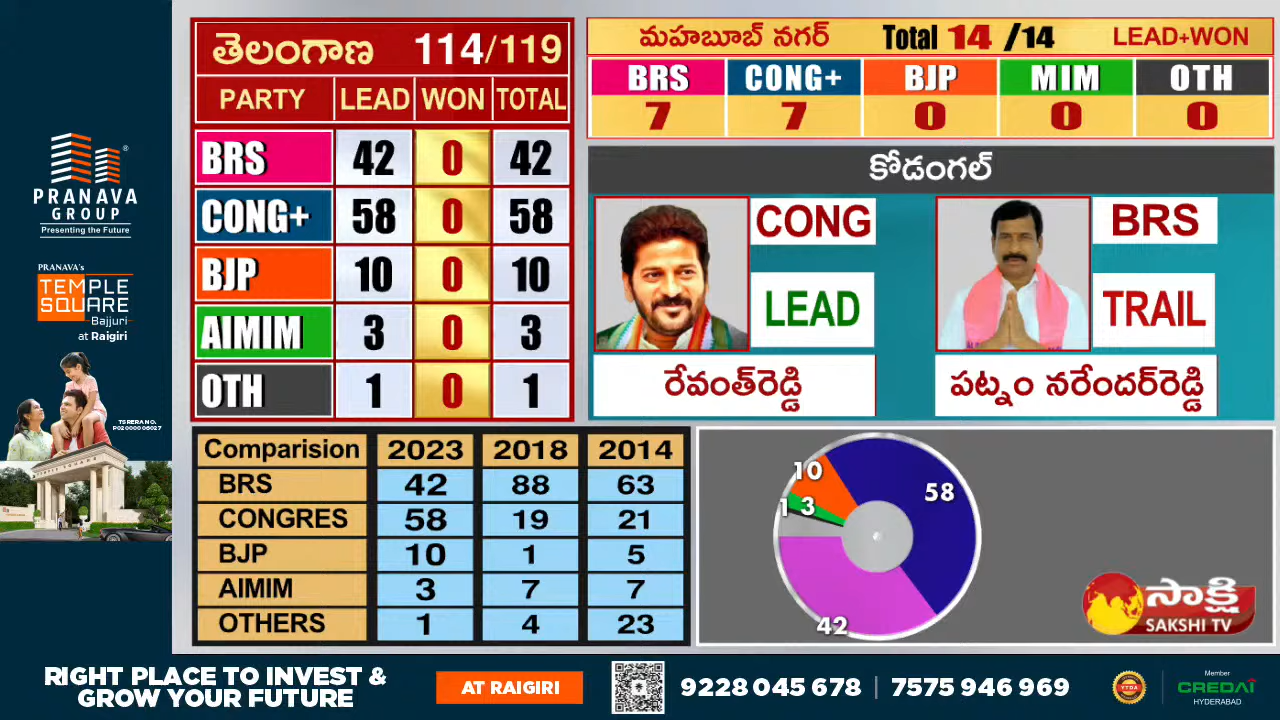 PRANAVA
GROUP
Presenting the Future
PRANAVA's
TEMPLE
SQUARE
Bajjuri
at Raigiri
TSRERA NO.
P02000005027
తెలంగాణ 114/119
PARTY LEAD WON TOTAL
BRS 42 0 42
CONG+ 58 0 58
BJP 10 0 10
AIMIM 3 0 3
OTH 1 0 1
మహబూబ్ నగర్ Total 14 /14 LEAD+WON
BRS CONG+ BJP MIM OTH
7 7 0 0 0
కోడంగల్
CONG
LEAD
రేవంత్‌రెడ్డి
BRS
TRAIL
పట్నం నరేందర్‌రెడ్డి
Comparision 2023 2018 2014
BRS 42 88 63
CONGRES 58 19 21
BJP 10 1 5
AIMIM 3 7 7
OTHERS 1 4 23
10
58
1 3
42
సాక్షి
SAKSHI TV
RIGHT PLACE TO INVEST &
GROW YOUR FUTURE
AT RAIGIRI
9228 045 678 | 7575 946 969
YTDA
Member
CREDAI
HYDERABAD